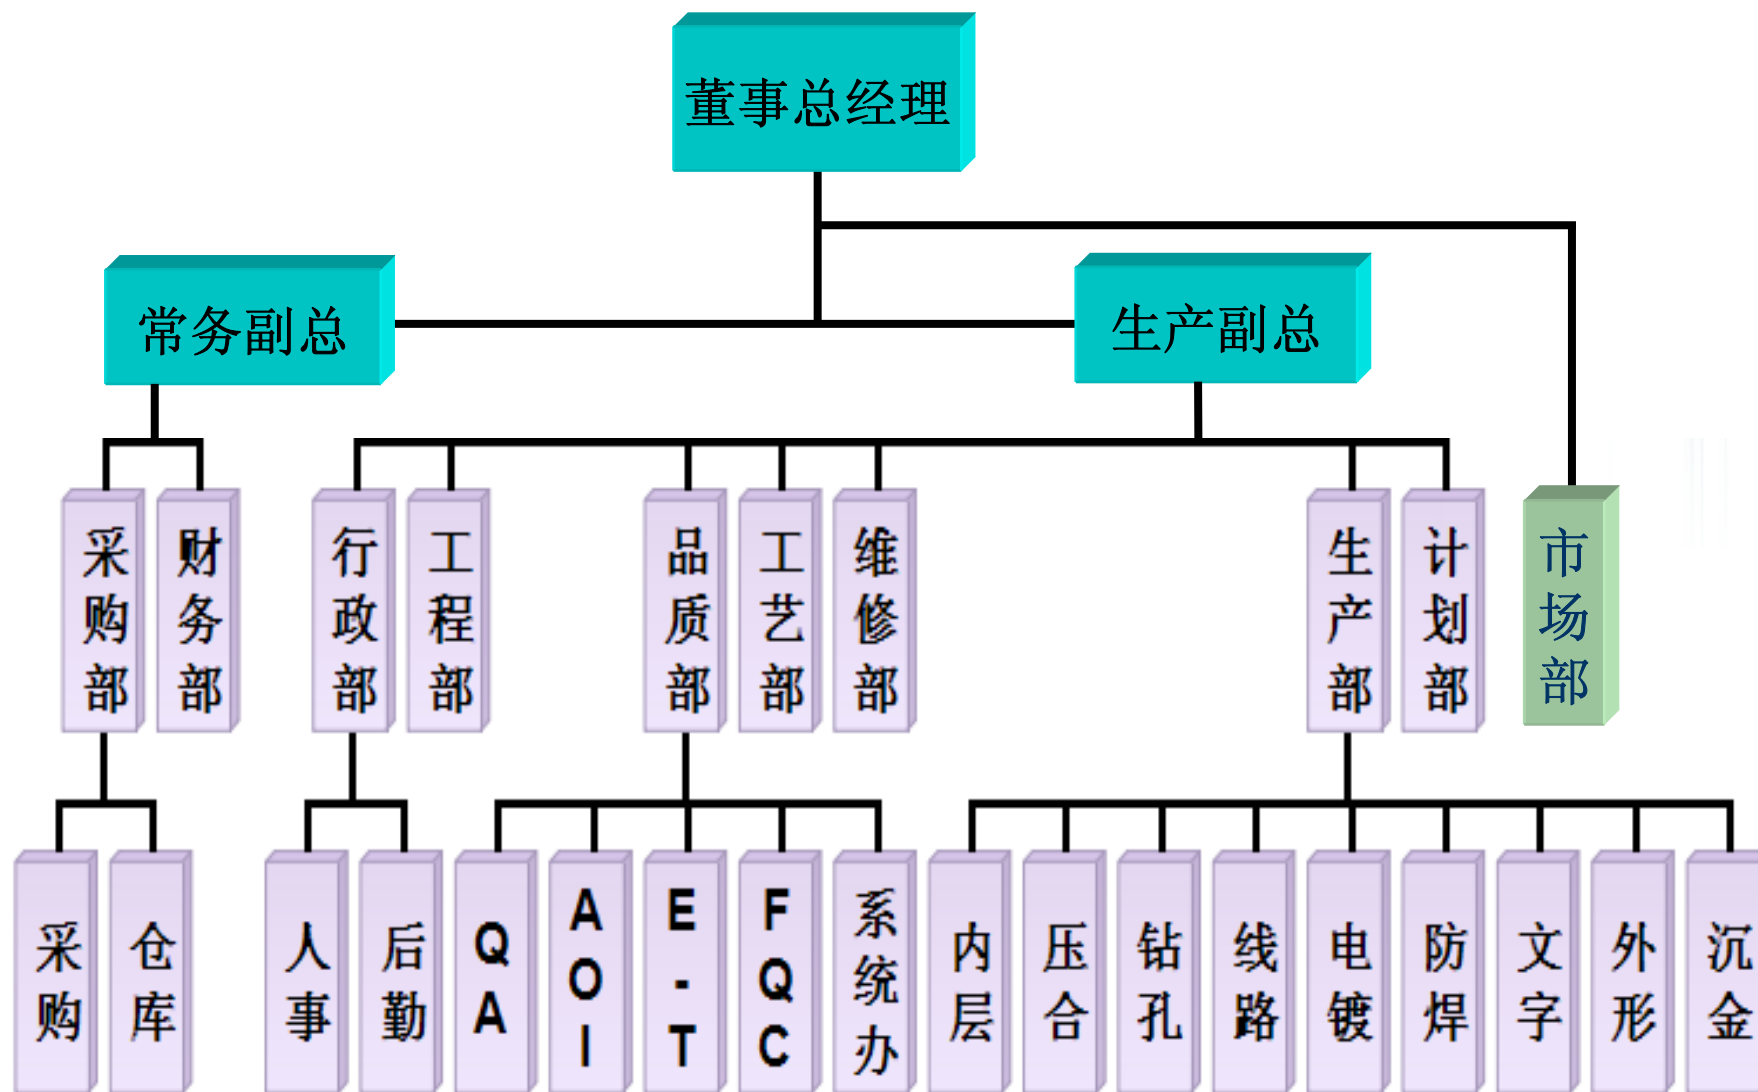 董事总经理
常务副总
生产副总
采购部
财务部
行政部
工程部
品质部
工艺部
维修部
生产部
计划部
市场部
采购
仓库
人事
后勤
QA
AOI
E-T
FQC
系统办
内层
压合
钻孔
线路
电镀
防焊
文字
外形
沉金